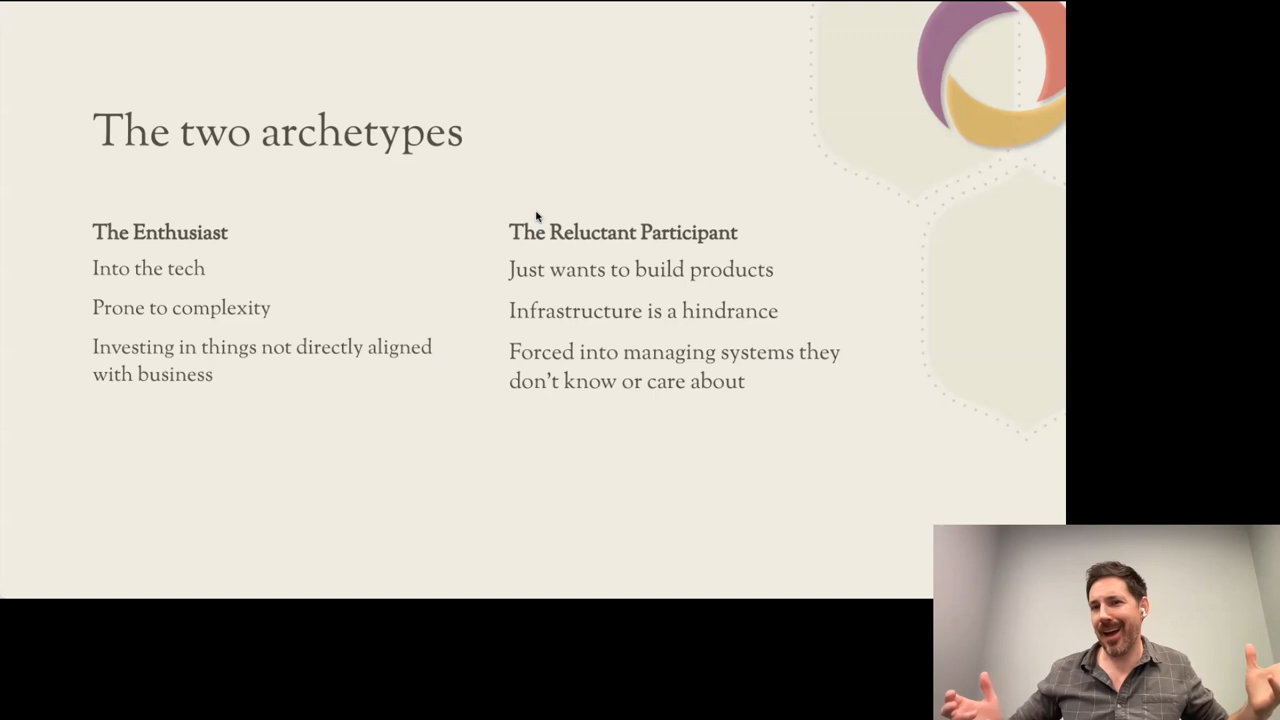 The two archetypes
The Enthusiast
Into the tech
Prone to complexity
Investing in things not directly aligned
with business
The Reluctant Participant
Just wants to build products
Infrastructure is a hindrance
Forced into managing systems they
don’t know or care about